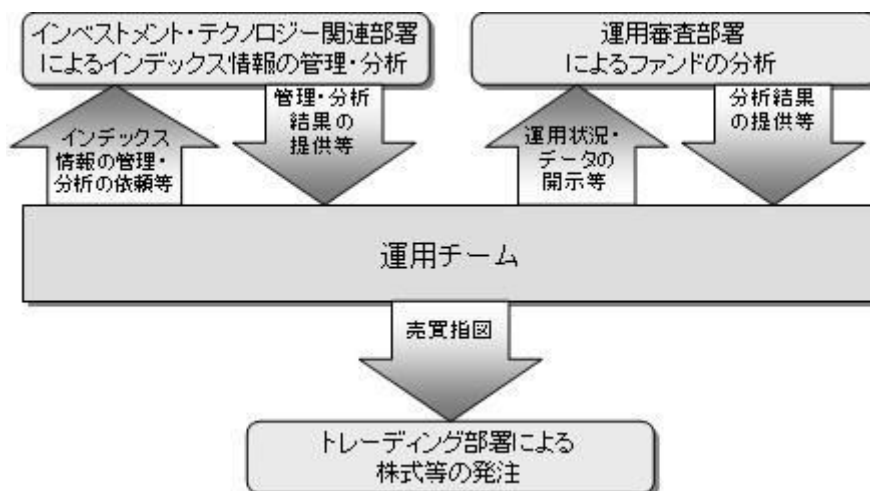 インベストメント・テクノロジー関連部署
によるインデックス情報の管理・分析
運用審査部署
によるファンドの分析
インデックス
情報の管理・
分析の依頼等
管理・分析
結果の
提供等
運用状況・
データの
開示等
分析結果
の提供等
運用チーム
売買指図
トレーディング部署による
株式等の発注